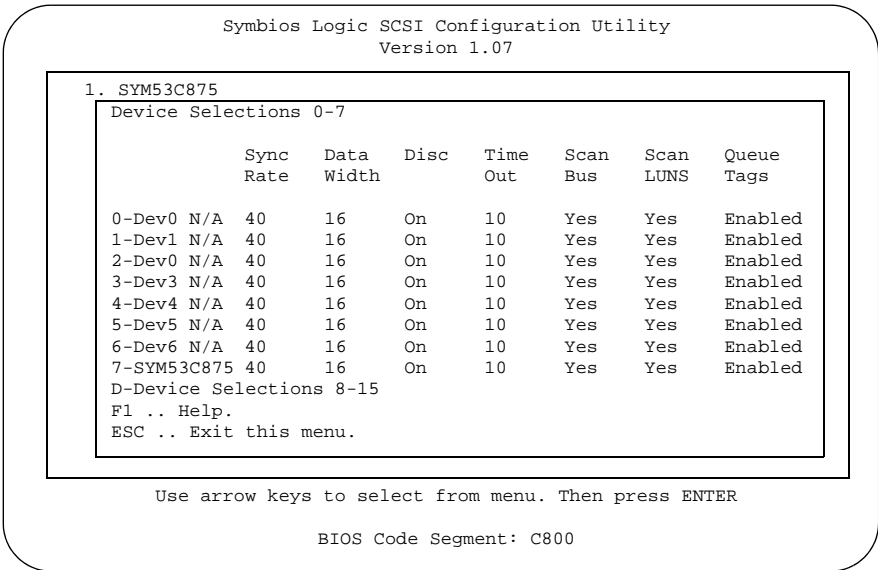 Symbios Logic SCSI Configuration Utility
Version 1.07
1. SYM53C875
Device Selections 0-7
Sync Data Disc Time Scan Scan Queue
Rate Width Out Bus LUNS Tags
0-Dev0 N/A 40 16 On 10 Yes Yes Enabled
1-Dev1 N/A 40 16 On 10 Yes Yes Enabled
2-Dev0 N/A 40 16 On 10 Yes Yes Enabled
3-Dev3 N/A 40 16 On 10 Yes Yes Enabled
4-Dev4 N/A 40 16 On 10 Yes Yes Enabled
5-Dev5 N/A 40 16 On 10 Yes Yes Enabled
6-Dev6 N/A 40 16 On 10 Yes Yes Enabled
7-SYM53C875 40 16 On 10 Yes Yes Enabled
D-Device Selections 8-15
F1 .. Help.
ESC .. Exit this menu.
Use arrow keys to select from menu. Then press ENTER
BIOS Code Segment: C800